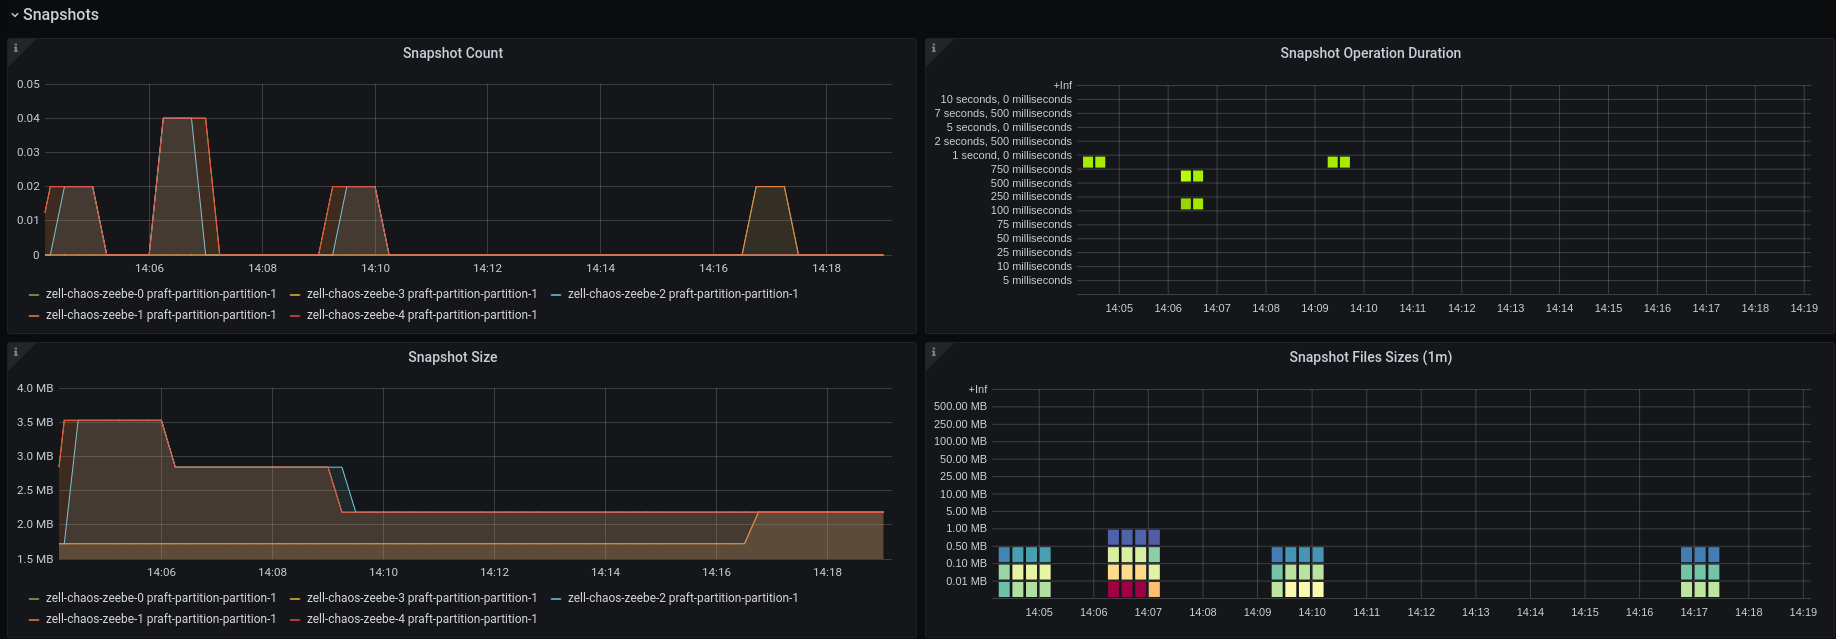 Snapshots
Snapshot Count
0.05
0.04
0.03
0.02
0.01
0
14:06 14:08 14:10 14:12 14:14 14:16 14:18
zell-chaos-zeebe-0 praft-partition-partition-1 zell-chaos-zeebe-3 praft-partition-partition-1 zell-chaos-zeebe-2 praft-partition-partition-1
zell-chaos-zeebe-1 praft-partition-partition-1 zell-chaos-zeebe-4 praft-partition-partition-1
Snapshot Operation Duration
+Inf
10 seconds, 0 milliseconds
7 seconds, 500 milliseconds
5 seconds, 0 milliseconds
2 seconds, 500 milliseconds
1 second, 0 milliseconds
750 milliseconds
500 milliseconds
250 milliseconds
100 milliseconds
75 milliseconds
50 milliseconds
25 milliseconds
10 milliseconds
5 milliseconds
14:05 14:06 14:07 14:08 14:09 14:10 14:11 14:12 14:13 14:14 14:15 14:16 14:17 14:18 14:19
Snapshot Size
4.0 MB
3.5 MB
3.0 MB
2.5 MB
2.0 MB
1.5 MB
14:06 14:08 14:10 14:12 14:14 14:16 14:18
zell-chaos-zeebe-0 praft-partition-partition-1 zell-chaos-zeebe-3 praft-partition-partition-1 zell-chaos-zeebe-2 praft-partition-partition-1
zell-chaos-zeebe-1 praft-partition-partition-1 zell-chaos-zeebe-4 praft-partition-partition-1
Snapshot Files Sizes (1m)
+Inf
500.00 MB
250.00 MB
100.00 MB
50.00 MB
25.00 MB
10.00 MB
5.00 MB
1.00 MB
0.50 MB
0.10 MB
0.01 MB
14:05 14:06 14:07 14:08 14:09 14:10 14:11 14:12 14:13 14:14 14:15 14:16 14:17 14:18 14:19